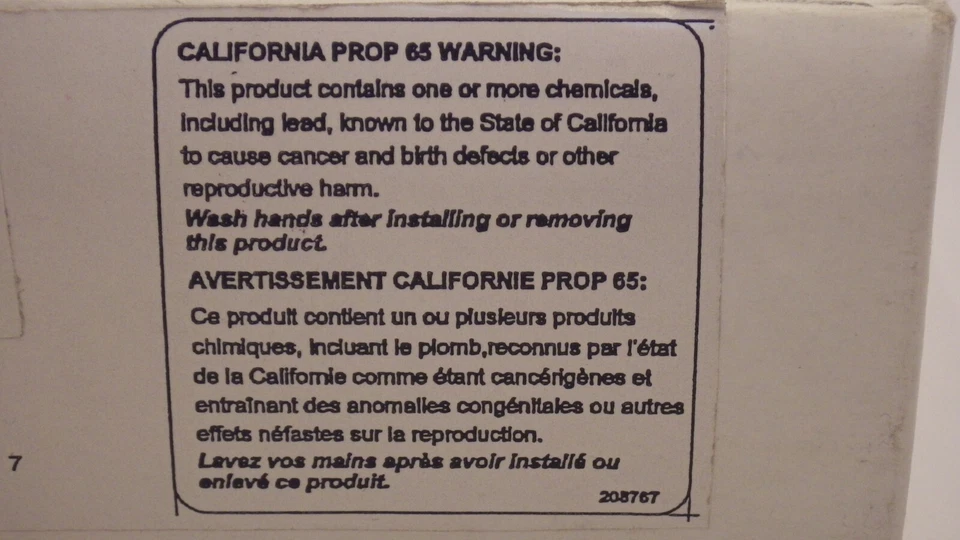 CALIFORNIA PROP 65 WARNING:
This product contains one or more chemicals,
including lead, known to the State of California
to cause cancer and birth defects or other
reproductive harm.
Wash hands after installing or removing
this product.
AVERTISSEMENT CALIFORNIE PROP 65:
Ce produit contient un ou plusieurs produits
chimiques, incluant le plomb,reconnus par l'état
de la Californie comme étant cancérigènes et
entraînant des anomalies congénitales ou autres
effets néfastes sur la reproduction.
Lavez vos mains après avoir installé ou
enlevé ce produit.
208767
7